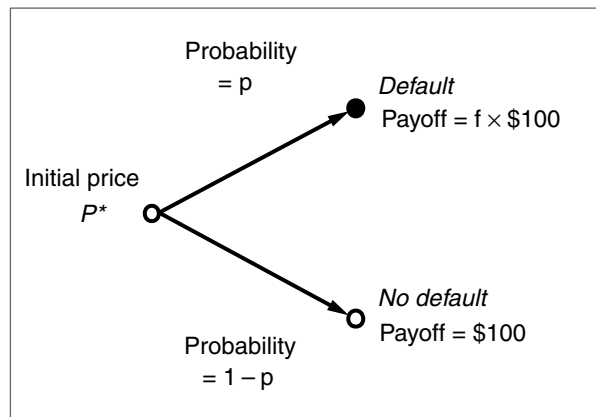 Probability
= p
Default
Payoff = f × $100
Initial price
P*
No default
Payoff = $100
Probability
= 1 – p